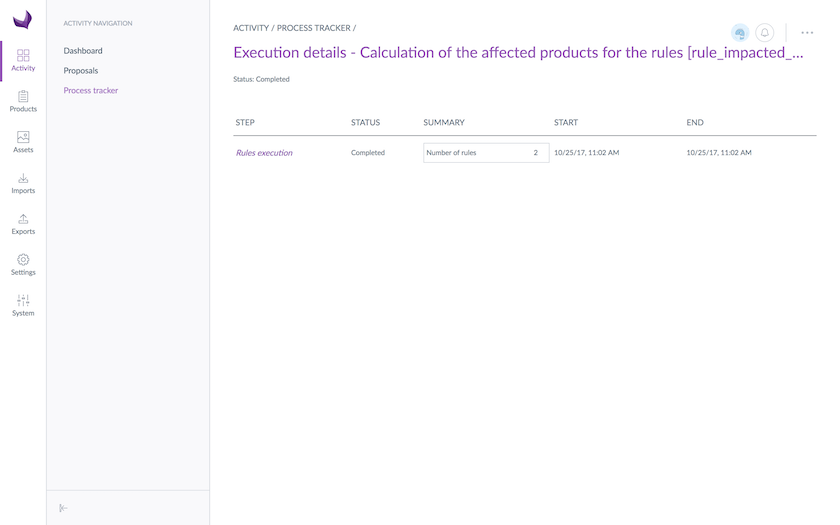 ACTIVITY NAVIGATION
Dashboard
Proposals
Process tracker
Activity
Products
Assets
Imports
Exports
Settings
System
ACTIVITY / PROCESS TRACKER /
Execution details - Calculation of the affected products for the rules [rule_impacted_...
Status: Completed
STEP STATUS SUMMARY START END
Rules execution Completed Number of rules 2 10/25/17, 11:02 AM 10/25/17, 11:02 AM